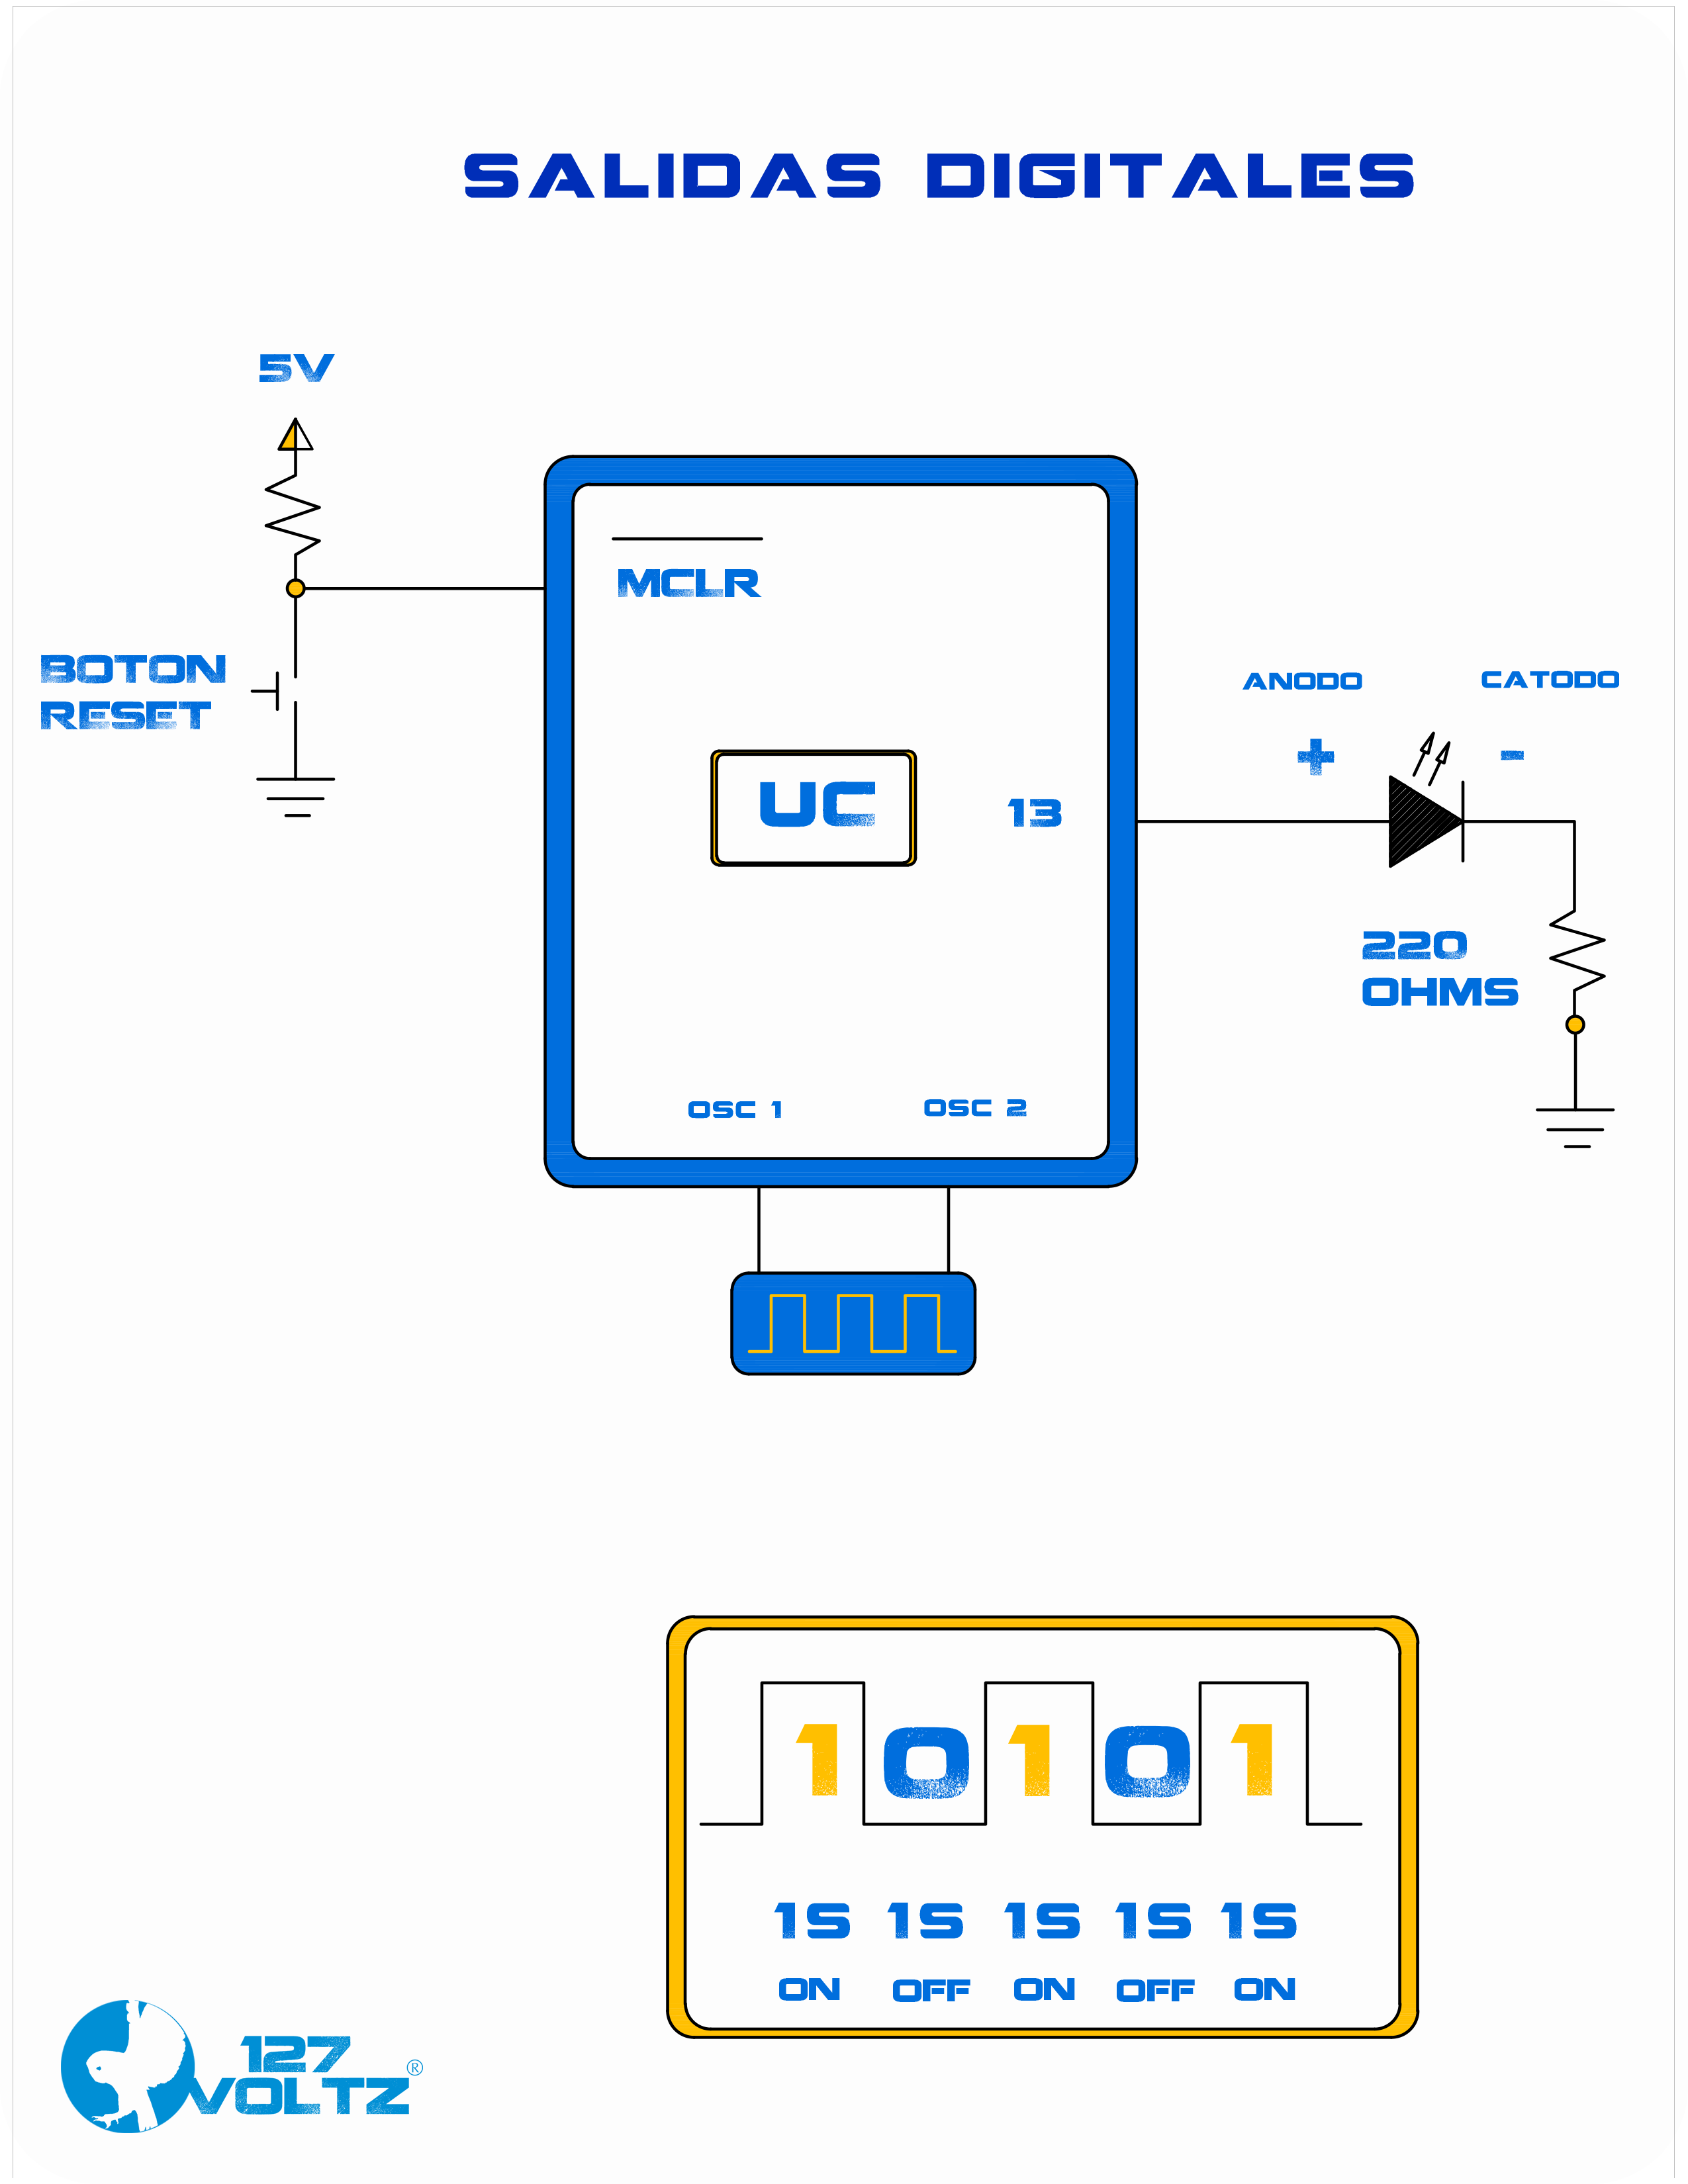 SALIDAS DIGITALES
5V
MCLR
BOTON
RESET
ANODO CATODO
+ -
UC
13
220
OHMS
OSC 1 OSC 2
1 0 1 0 1
1S 1S 1S 1S 1S
ON OFF ON OFF ON
127
VOLTZ®